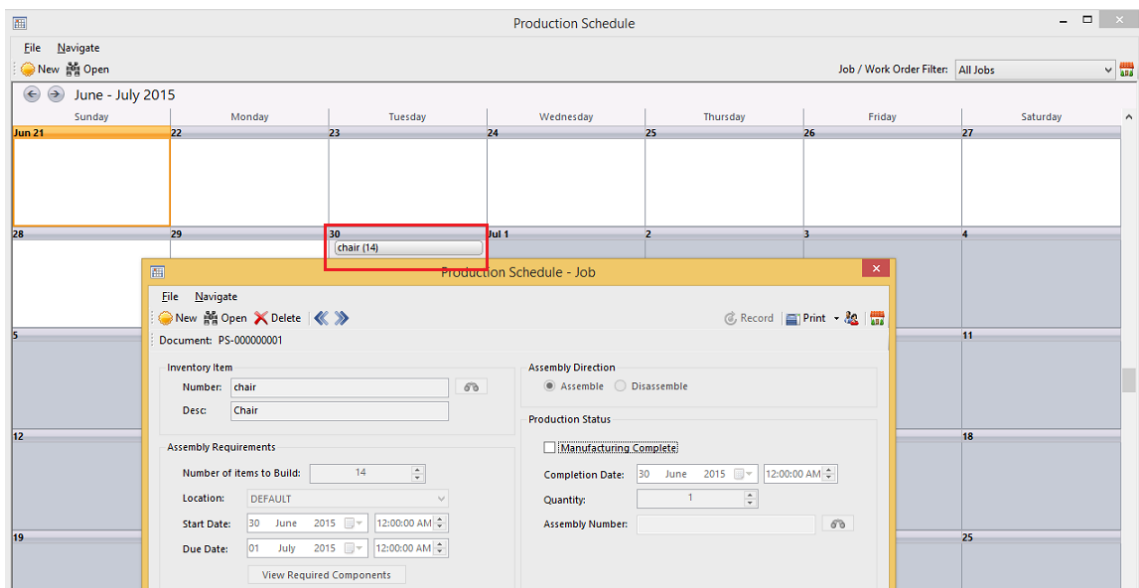 Production Schedule
File Navigate
New Open Job / Work Order Filter: All Jobs
June - July 2015
Sunday Monday Tuesday Wednesday Thursday Friday Saturday
Jun 21 22 23 24 25 26 27
28 29 30 Jul 1 2 3 4
chair (14)
Production Schedule - Job
File Navigate
New Open Delete Record Print
5 11
Document: PS-000000001
Inventory Item Assembly Direction
Number: chair Assemble Disassemble
Desc: Chair
Production Status
12 18
Assembly Requirements Manufacturing Complete
Number of items to Build: 14 Completion Date: 30 June 2015 12:00:00 AM
Location: DEFAULT Quantity: 1
Start Date: 30 June 2015 12:00:00 AM Assembly Number:
19 25
Due Date: 01 July 2015 12:00:00 AM
View Required Components